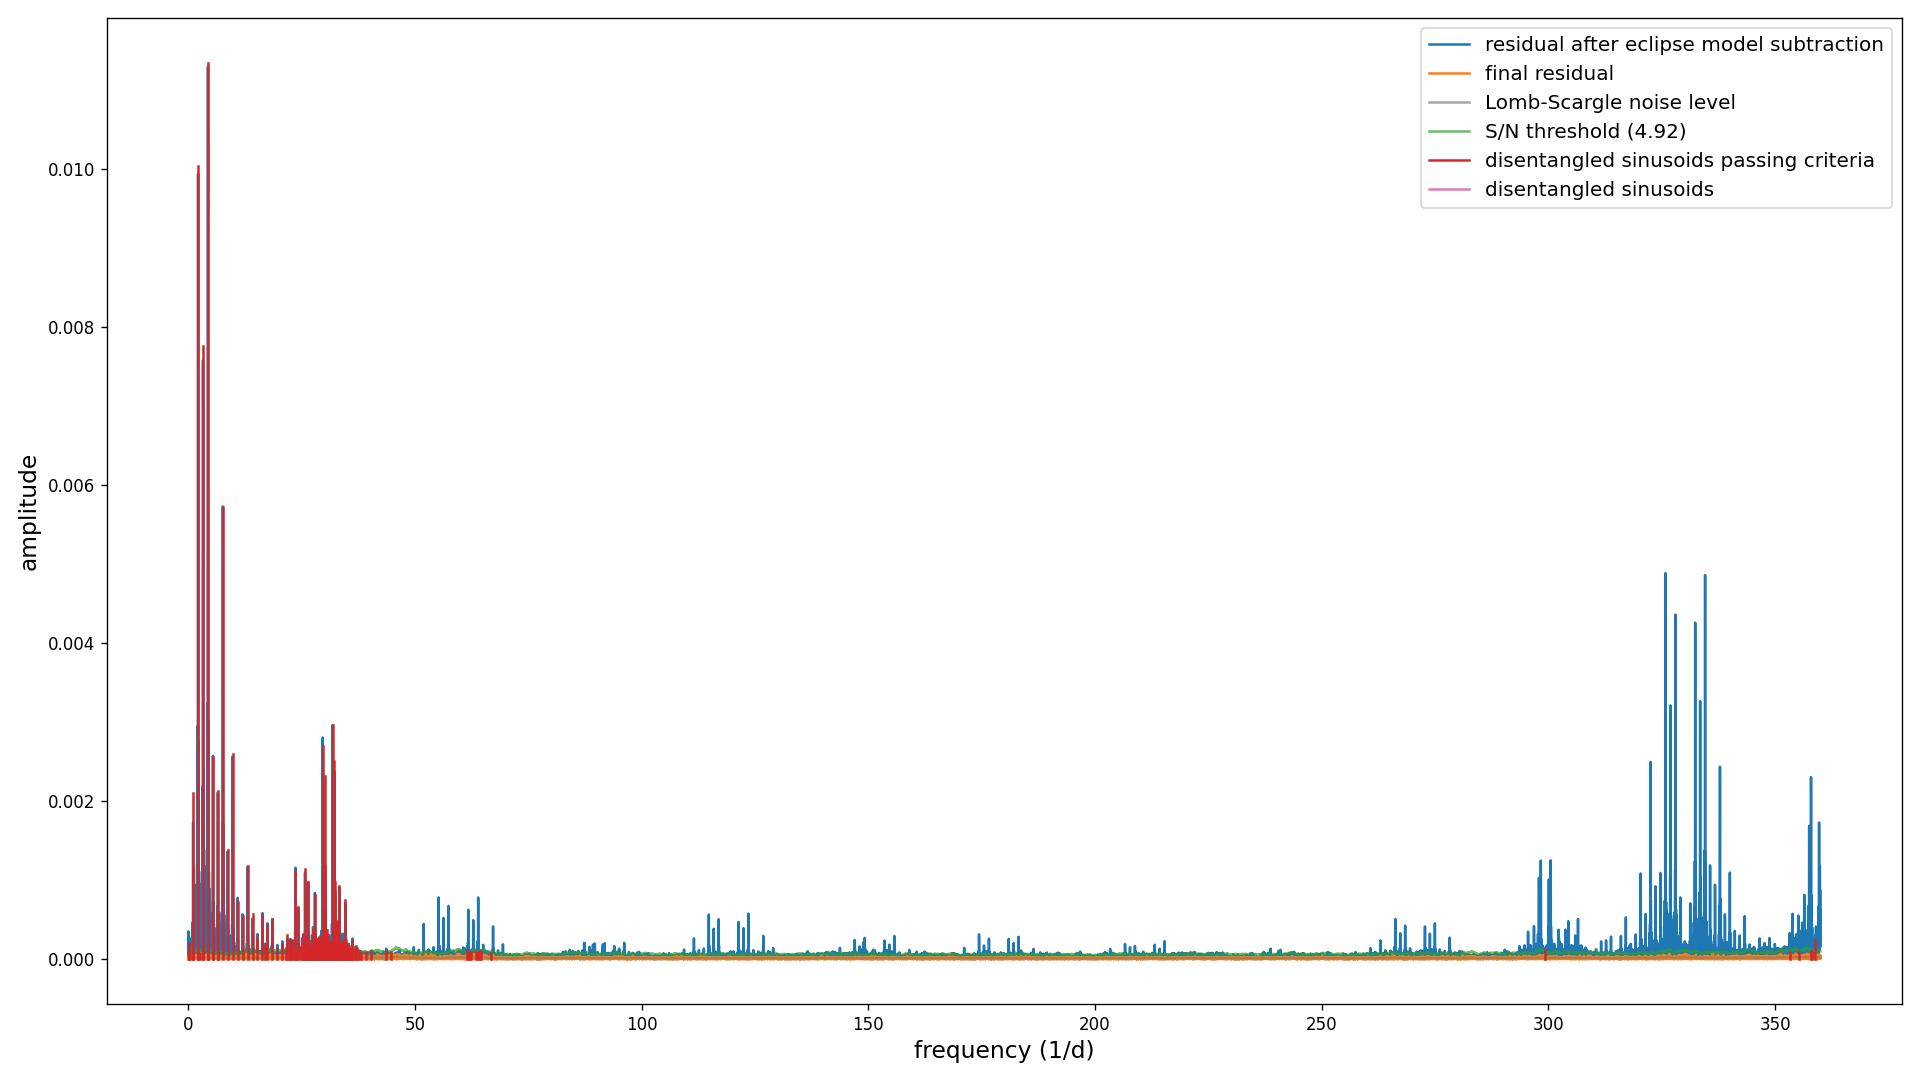 residual after eclipse model subtraction
final residual
Lomb-Scargle noise level
S/N threshold (4.92)
disentangled sinusoids passing criteria
disentangled sinusoids
0.010
0.008
0.006
0.004
0.002
0.000
amplitude
0 50 100 150 200 250 300 350
frequency (1/d)